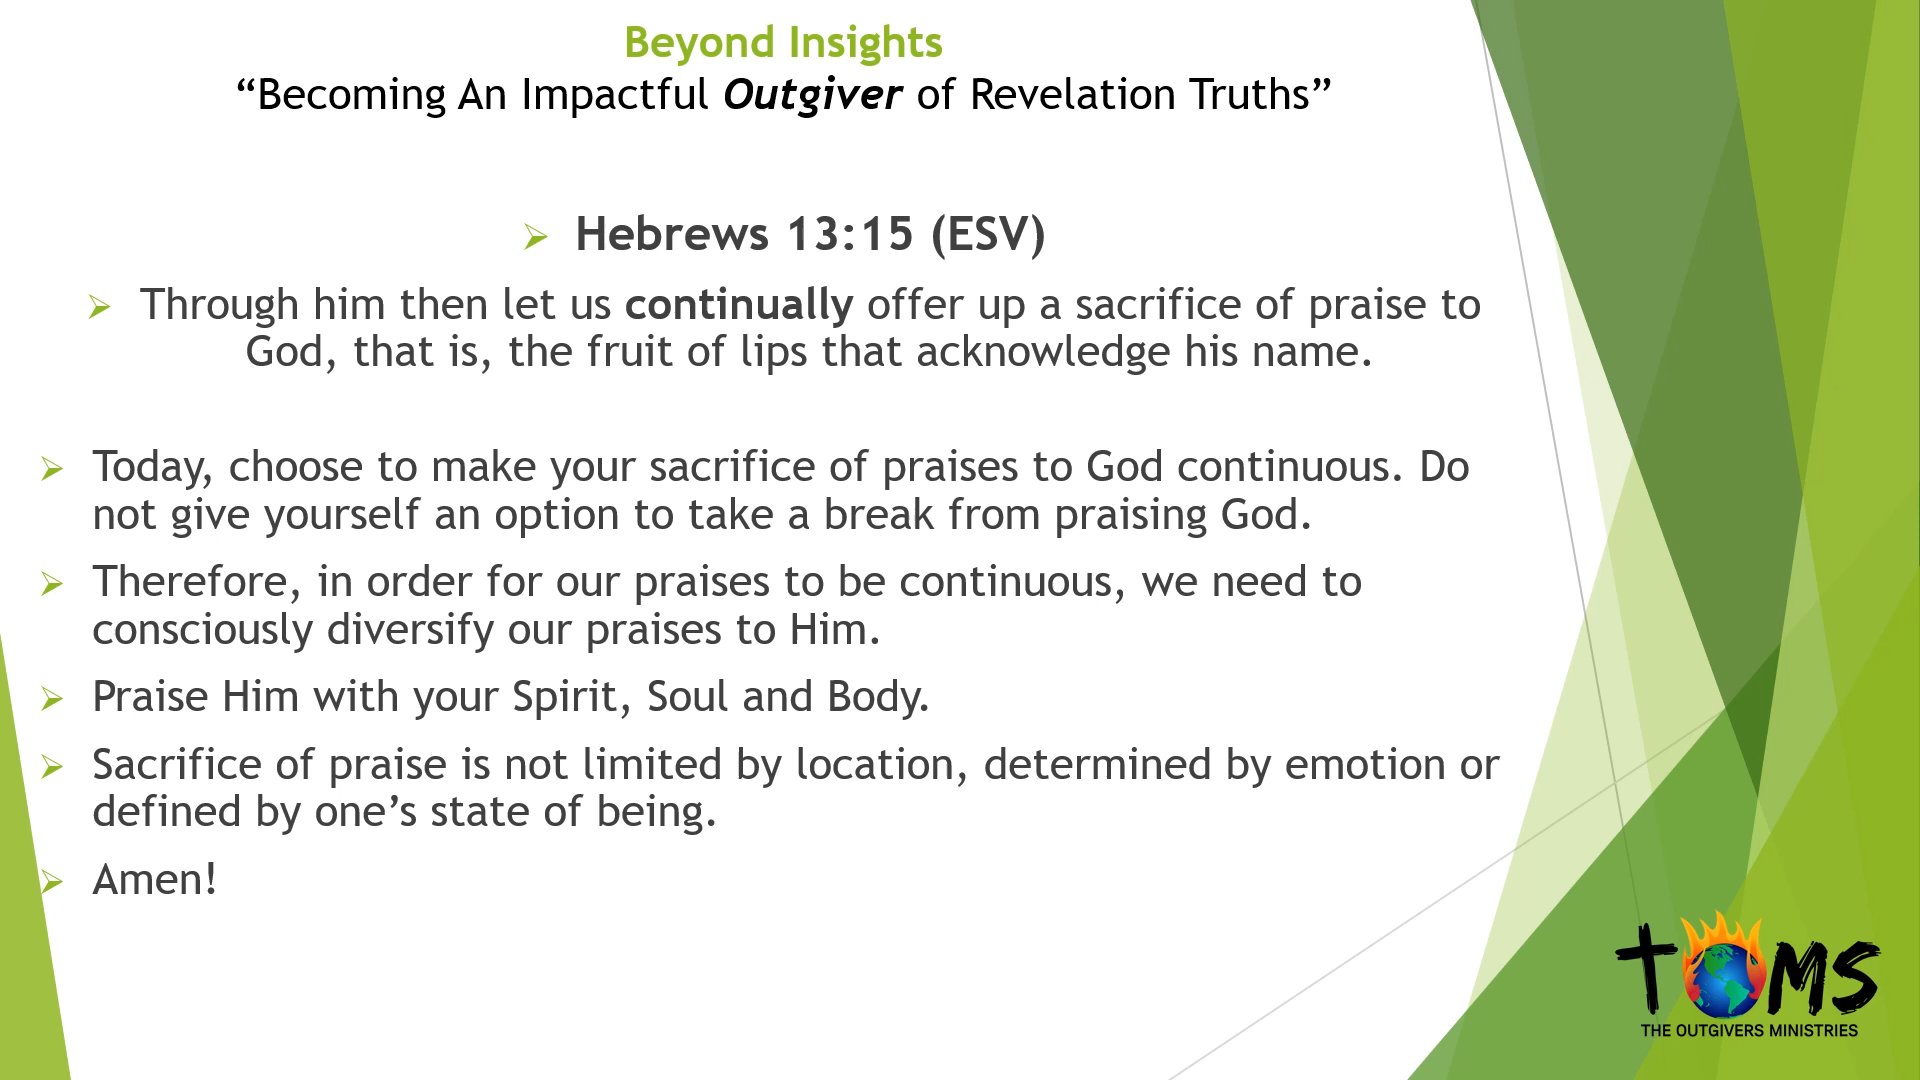 Beyond Insights
“Becoming An Impactful Outgiver of Revelation Truths”
Hebrews 13:15 (ESV)
Through him then let us continually offer up a sacrifice of praise to
God, that is, the fruit of lips that acknowledge his name.
Today, choose to make your sacrifice of praises to God continuous. Do
not give yourself an option to take a break from praising God.
Therefore, in order for our praises to be continuous, we need to
consciously diversify our praises to Him.
Praise Him with your Spirit, Soul and Body.
Sacrifice of praise is not limited by location, determined by emotion or
defined by one’s state of being.
Amen!
TOMS
THE OUTGIVERS MINISTRIES